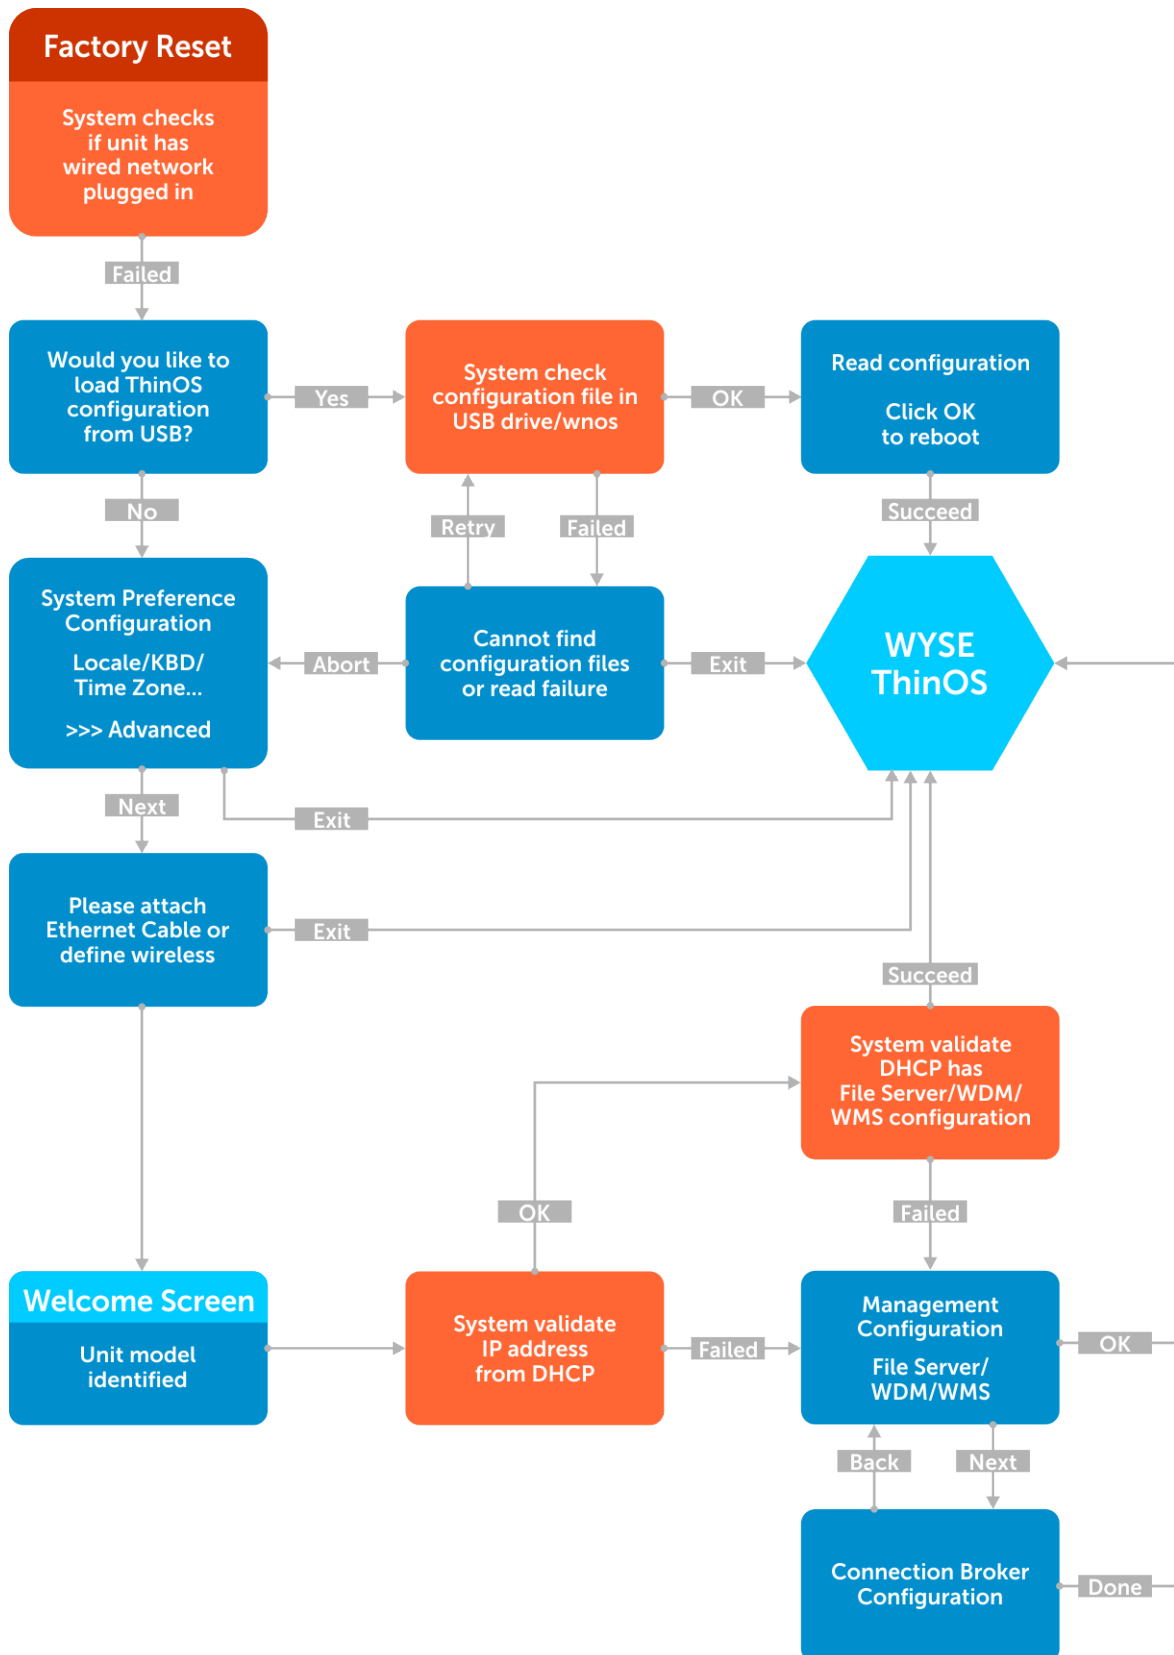 Factory Reset
System checks
if unit has
wired network
plugged in
Failed
Would you like to
load ThinOS
configuration
from USB?
Yes
System check
configuration file in
USB drive/wnos
OK
Read configuration
Click OK
to reboot
No
Retry
Failed
Succeed
System Preference
Configuration
Locale/KBD/
Time Zone...
>>> Advanced
Abort
Cannot find
configuration files
or read failure
Exit
WYSE
ThinOS
Next
Exit
Please attach
Ethernet Cable or
define wireless
Exit
Succeed
System validate
DHCP has
File Server/WDM/
WMS configuration
OK
Failed
Welcome Screen
Unit model
identified
System validate
IP address
from DHCP
Failed
Management
Configuration
File Server/
WDM/WMS
OK
Back
Next
Connection Broker
Configuration
Done